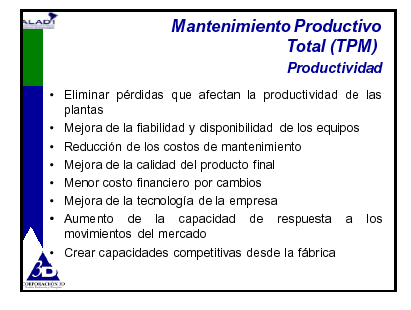 ALADI
Mantenimiento Productivo
Total (TPM)
Productividad
• Eliminar pérdidas que afectan la productividad de las
plantas
• Mejora de la fiabilidad y disponibilidad de los equipos
• Reducción de los costos de mantenimiento
• Mejora de la calidad del producto final
• Menor costo financiero por cambios
• Mejora de la tecnología de la empresa
• Aumento de la capacidad de respuesta a los
movimientos del mercado
• Crear capacidades competitivas desde la fábrica
3D
CORPORACIÓN 3D